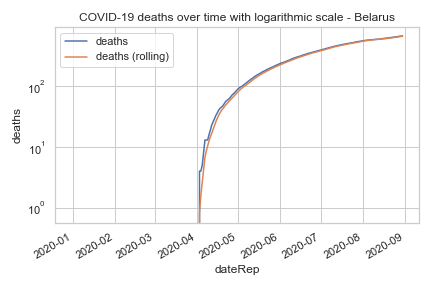 COVID-19 deaths over time with logarithmic scale - Belarus
deaths
deaths (rolling)
deaths
10²
10¹
10⁰
2020-01
2020-02
2020-03
2020-04
2020-05
2020-06
2020-07
2020-08
2020-09
dateRep